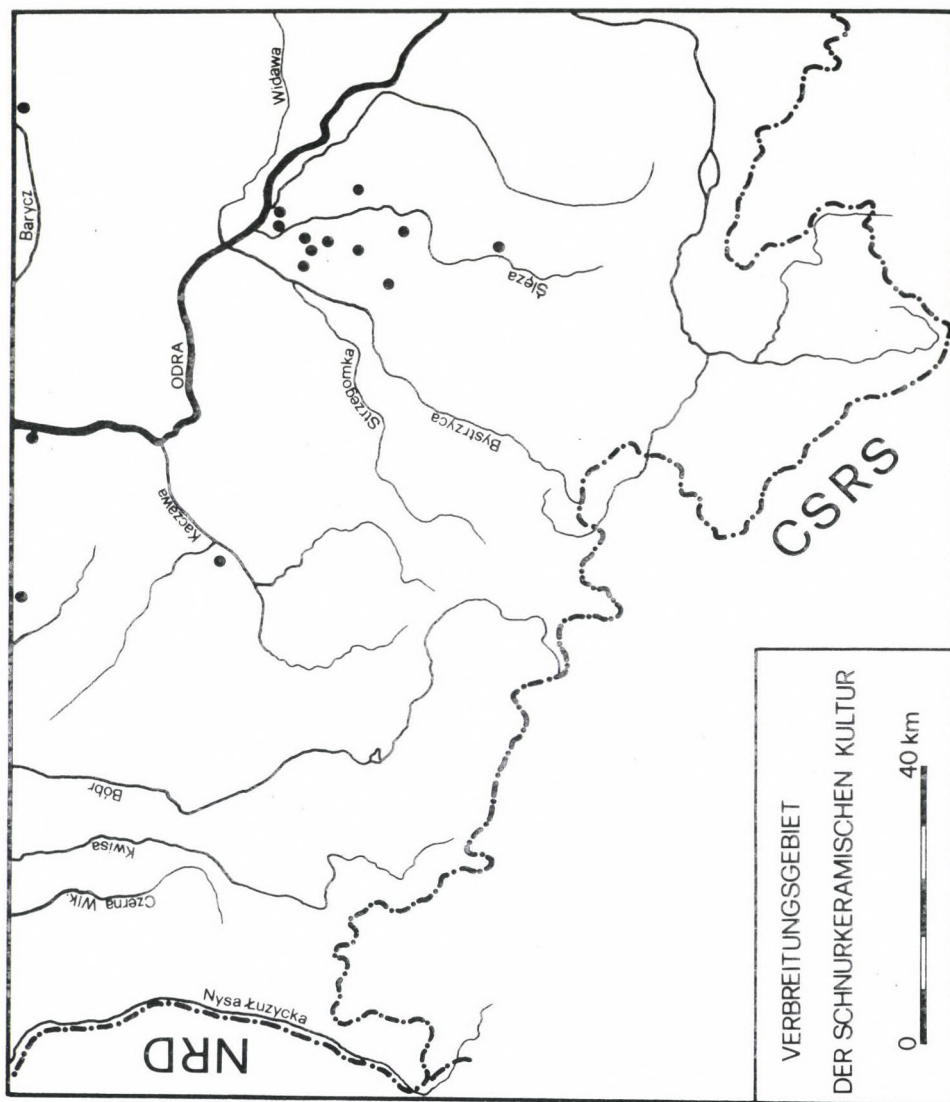 Barycz
Widawa
ODRA
Ślęza
Strzegomka
Bystrzyca
Kaczawa
Bóbr
Kwisa
Czerna Wlk.
Nysa Łużycka
NRD
CSRS
VERBREITUNGSGEBIET
DER SCHNURKERAMISCHEN KULTUR
0 40 km